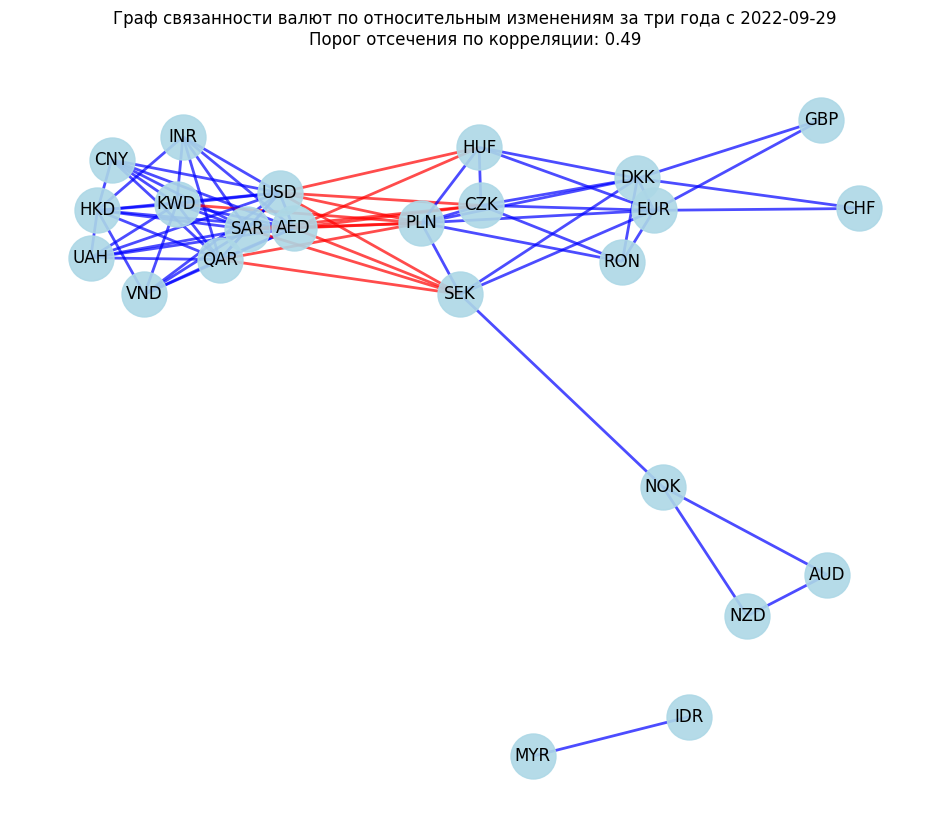 Граф связанности валют по относительным изменениям за три года с 2022-09-29
Порог отсечения по корреляции: 0.49
GBP
INR
HUF
CNY
DKK
USD
KWD
CZK
HKD
EUR
CHF
PLN
SAR
AED
UAH
QAR
RON
VND
SEK
NOK
AUD
NZD
IDR
MYR